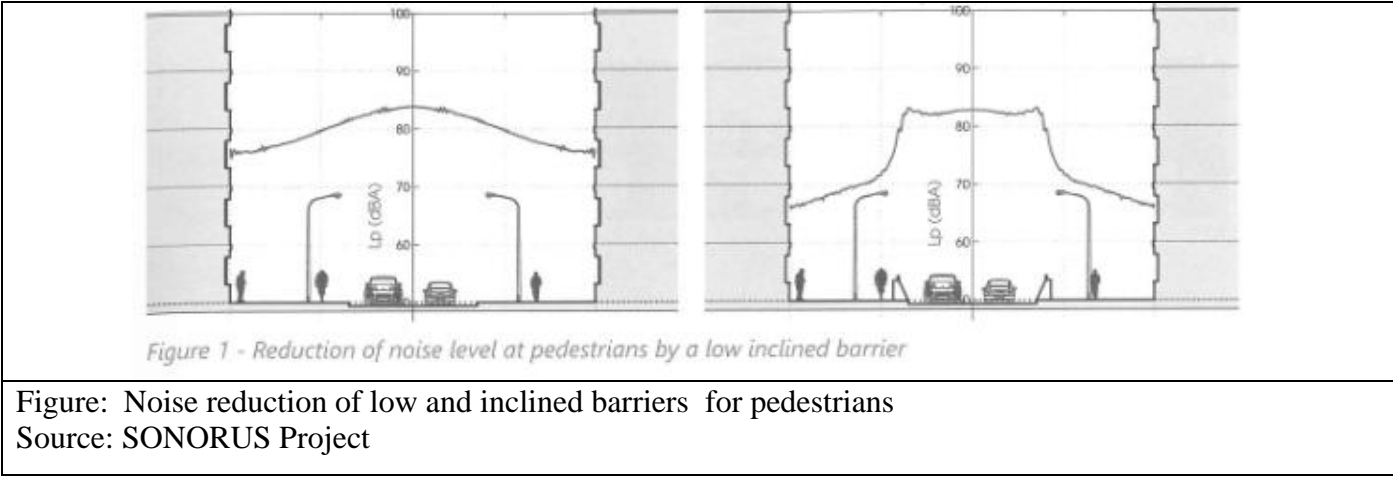 100
90
80
70
60
Lp (dBA)
100
90
80
70
60
Lp (dBA)
Figure 1 - Reduction of noise level at pedestrians by a low inclined barrier
Figure:  Noise reduction of low and inclined barriers  for pedestrians
Source: SONORUS Project